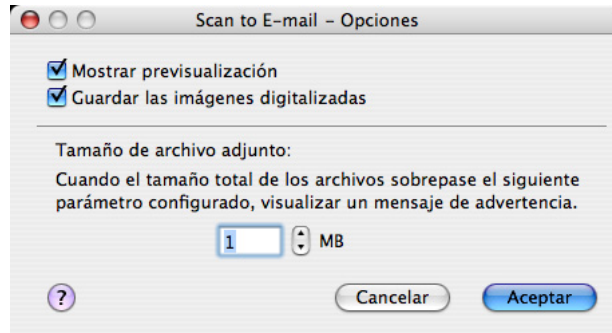 Scan to E-mail – Opciones
Mostrar previsualización
Guardar las imágenes digitalizadas
Tamaño de archivo adjunto:
Cuando el tamaño total de los archivos sobrepase el siguiente
parámetro configurado, visualizar un mensaje de advertencia.
1 MB
? Cancelar Aceptar